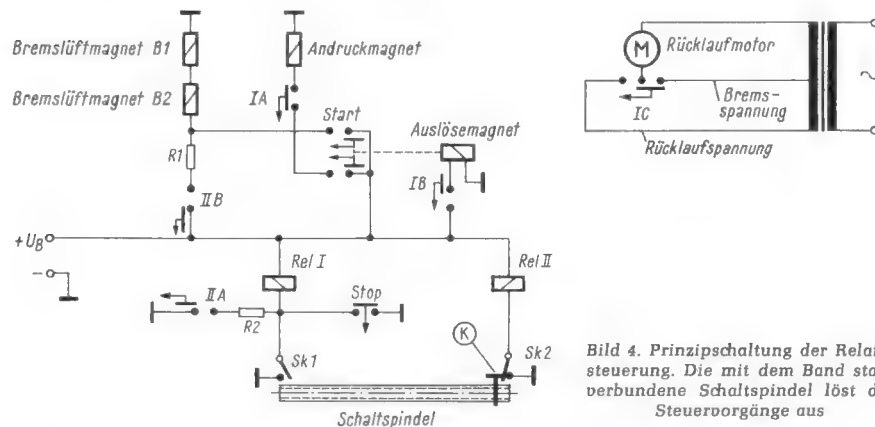 Bremslüftmagnet B1
Andruckmagnet
Bremslüftmagnet B2
IA
Start
Auslösemagnet
R1
IIB
IB
+UB
-
Rel I
Rel II
IIA
Stop
R2
K
Sk1
Sk2
Schaltspindel
M
Rücklaufmotor
IC
Brems-
spannung
Rücklaufspannung
Bild 4. Prinzipschaltung der Relai
steuerung. Die mit dem Band sta
verbundene Schaltspindel löst d
Steuervorgänge aus